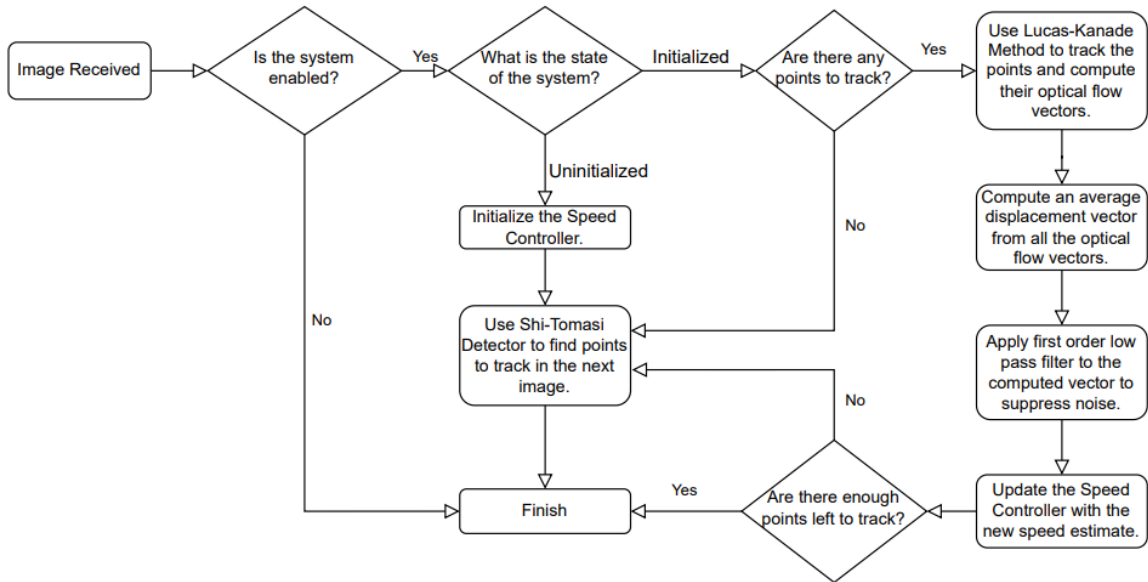 Image Received
Is the system
enabled?
Yes
What is the state
of the system?
Initialized
Are there any
points to track?
Yes
Use Lucas-Kanade
Method to track the
points and compute
their optical flow
vectors.
Uninitialized
Initialize the Speed
Controller.
No
Compute an average
displacement vector
from all the optical
flow vectors.
No
Use Shi-Tomasi
Detector to find points
to track in the next
image.
Apply first order low
pass filter to the
computed vector to
suppress noise.
No
Finish
Yes
Are there enough
points left to track?
Update the Speed
Controller with the
new speed estimate.